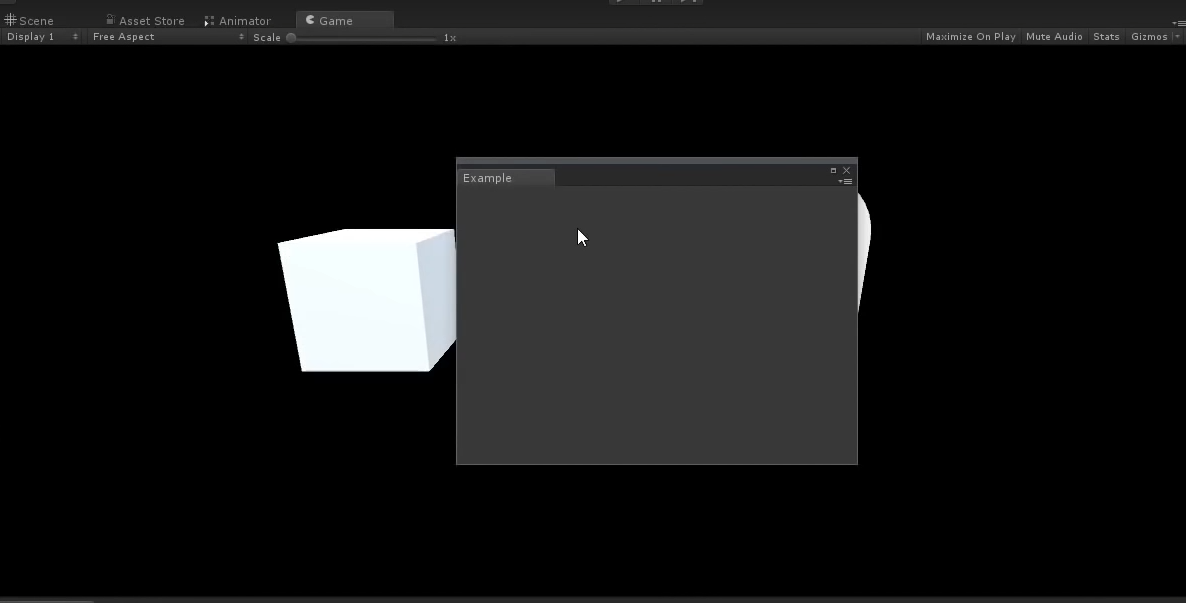 Scene Asset Store Animator Game
Display 1 Free Aspect Scale 1x Maximize On Play Mute Audio Stats Gizmos
Example